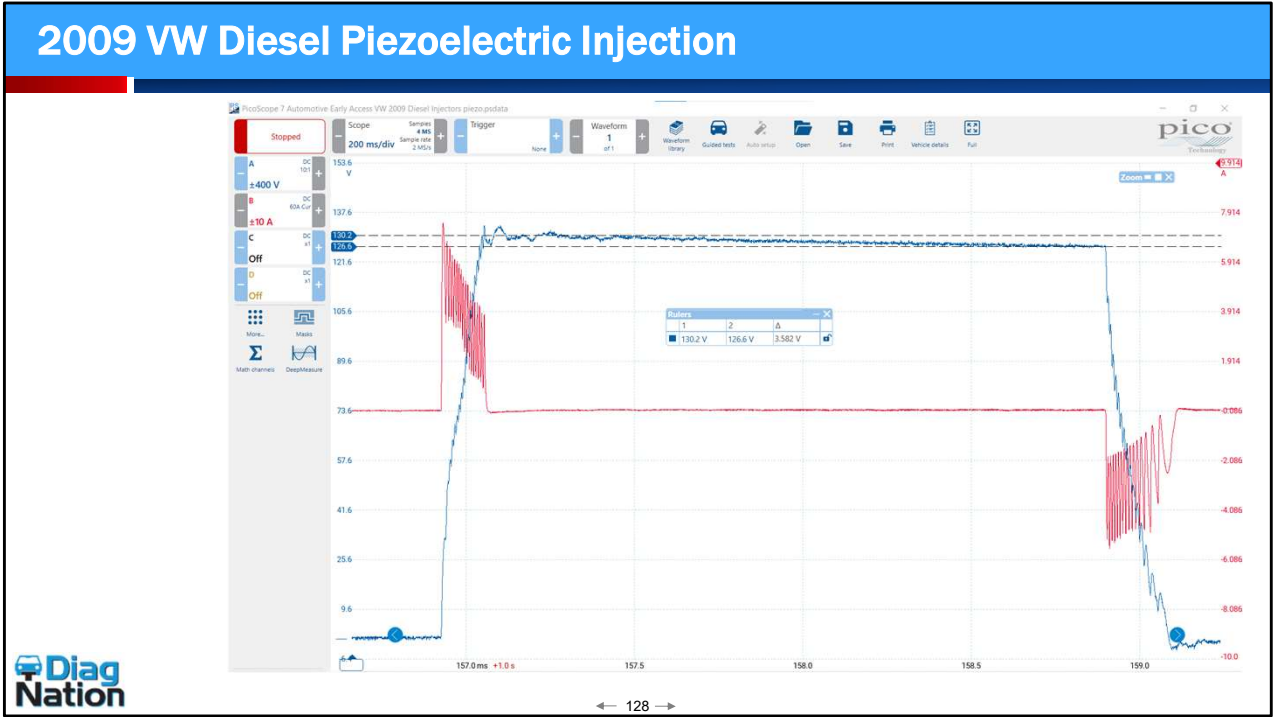 2009 VW Diesel Piezoelectric Injection
PicoScope 7 Automotive Early Access VW 2009 Diesel Injectors piezo.psdata
Stopped
Scope
200 ms/div
Samples
4 MS
Sample rate
2 MS/s
Trigger
None
Waveform
1
of 1
Waveform library
Guided tests
Auto setup
Open
Save
Print
Vehicle details
Full
pico
Technology
A
DC
10:1
±400 V
B
DC
60A Cur
±10 A
C
DC
x1
Off
D
DC
x1
Off
More...
Masks
Math channels
DeepMeasure
153.6
V
137.6
130.2
126.6
121.6
105.6
89.6
73.6
57.6
41.6
25.6
9.6
9.914
A
7.914
5.914
3.914
1.914
-0.086
-2.086
-4.086
-6.086
-8.086
-10.0
Zoom
Rulers
1 2 Δ
130.2 V 126.6 V 3.582 V
157.0 ms +1.0 s
157.5
158.0
158.5
159.0
Diag
Nation
128